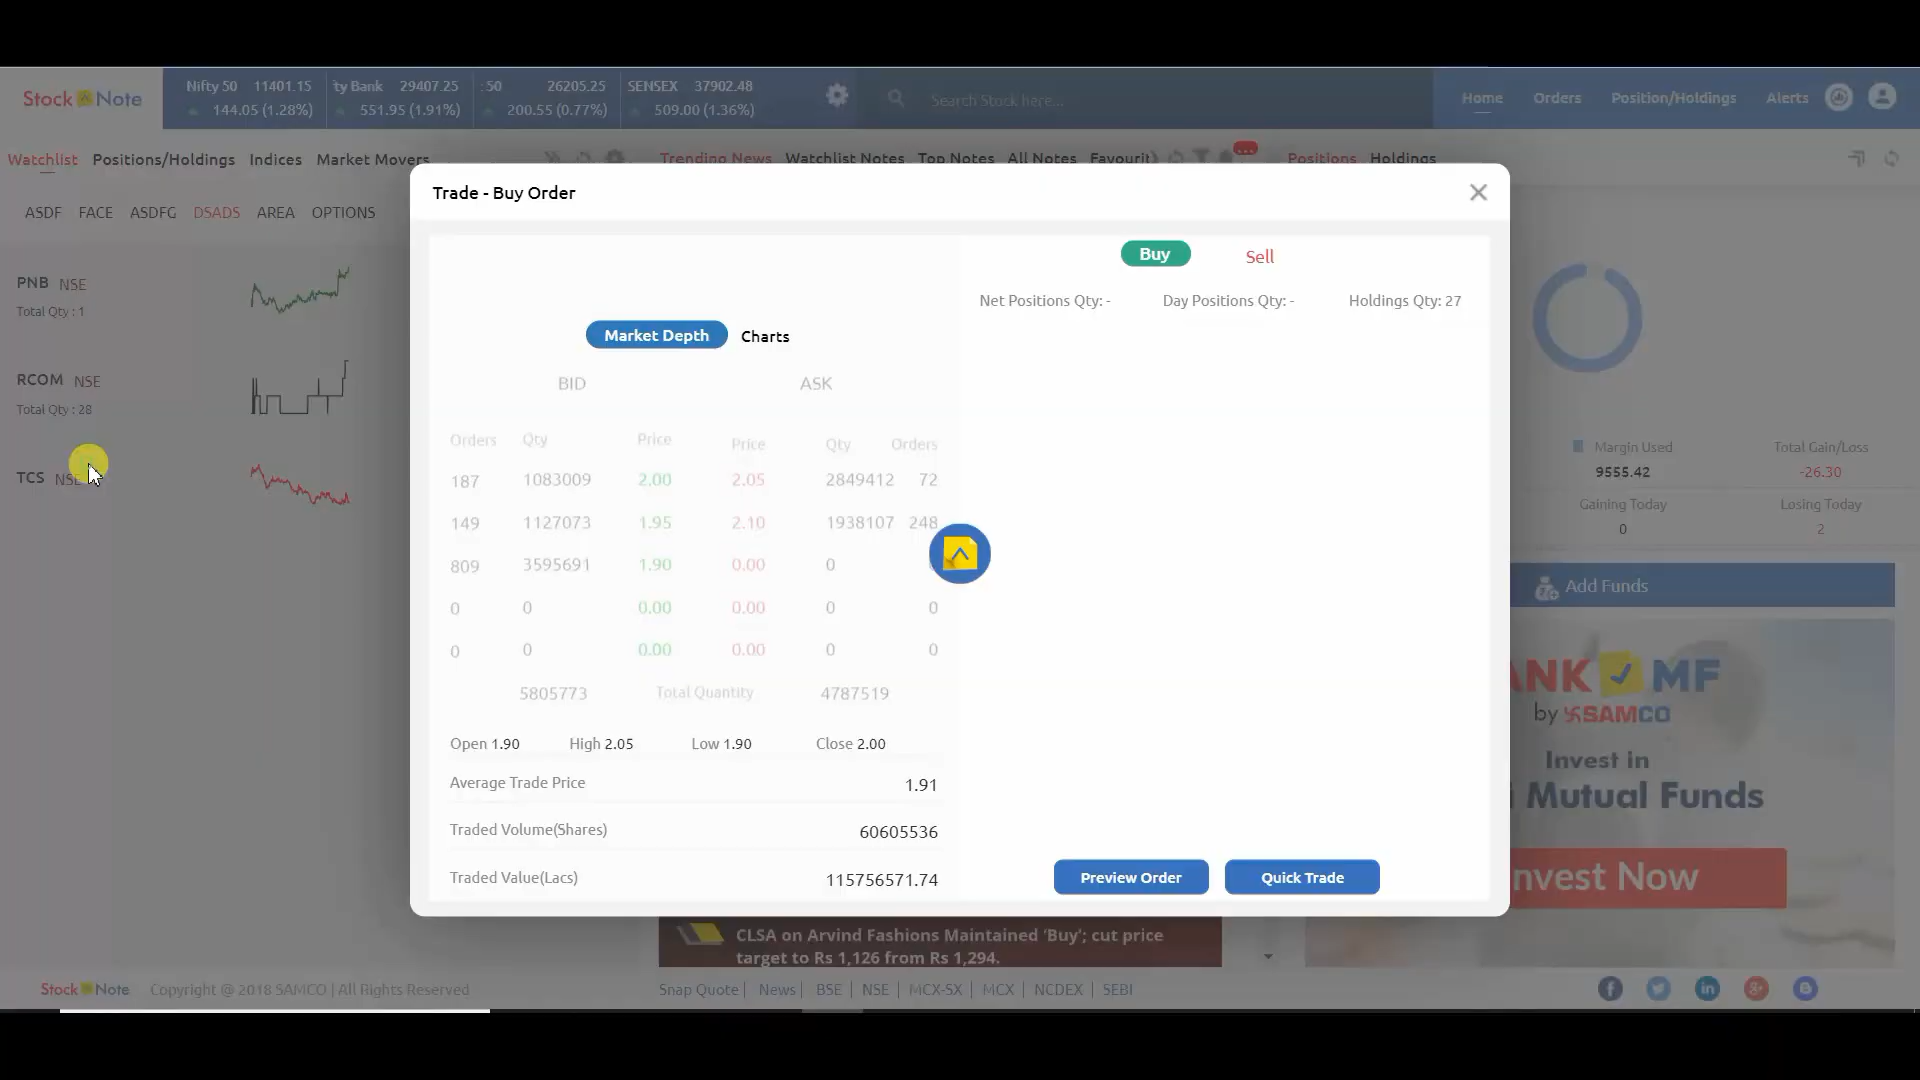 Stock Note
Nifty 50 11401.15
144.05 (1.28%)
ty Bank 29407.25
551.95 (1.91%)
: 50 26205.25
200.55 (0.77%)
SENSEX 37902.48
509.00 (1.36%)
Search Stock here...
Home Orders Position/Holdings Alerts
Watchlist Positions/Holdings Indices Market Movers
Trending News Watchlist Notes Top Notes All Notes Favourit
Positions Holdings
ASDF FACE ASDFG DSADS AREA OPTIONS
PNB NSE
Total Qty : 1
RCOM NSE
Total Qty : 28
TCS NSE
Trade - Buy Order
Market Depth Charts
BID ASK
Orders Qty Price Price Qty Orders
187 1083009 2.00 2.05 2849412 72
149 1127073 1.95 2.10 1938107 248
809 3595691 1.90 0.00 0
0 0 0.00 0.00 0 0
0 0 0.00 0.00 0 0
5805773 Total Quantity 4787519
Open 1.90 High 2.05 Low 1.90 Close 2.00
Average Trade Price 1.91
Traded Volume(Shares) 60605536
Traded Value(Lacs) 115756571.74
Buy Sell
Net Positions Qty: - Day Positions Qty: - Holdings Qty: 27
Preview Order Quick Trade
Margin Used Total Gain/Loss
9555.42 -26.30
Gaining Today Losing Today
0 2
Add Funds
ANK MF
by SAMCO
Invest in
Mutual Funds
nvest Now
CLSA on Arvind Fashions Maintained 'Buy'; cut price
target to Rs 1,126 from Rs 1,294.
Stock Note Copyright @ 2018 SAMCO | All Rights Reserved
Snap Quote | News | BSE | NSE | MCX-SX | MCX | NCDEX | SEBI